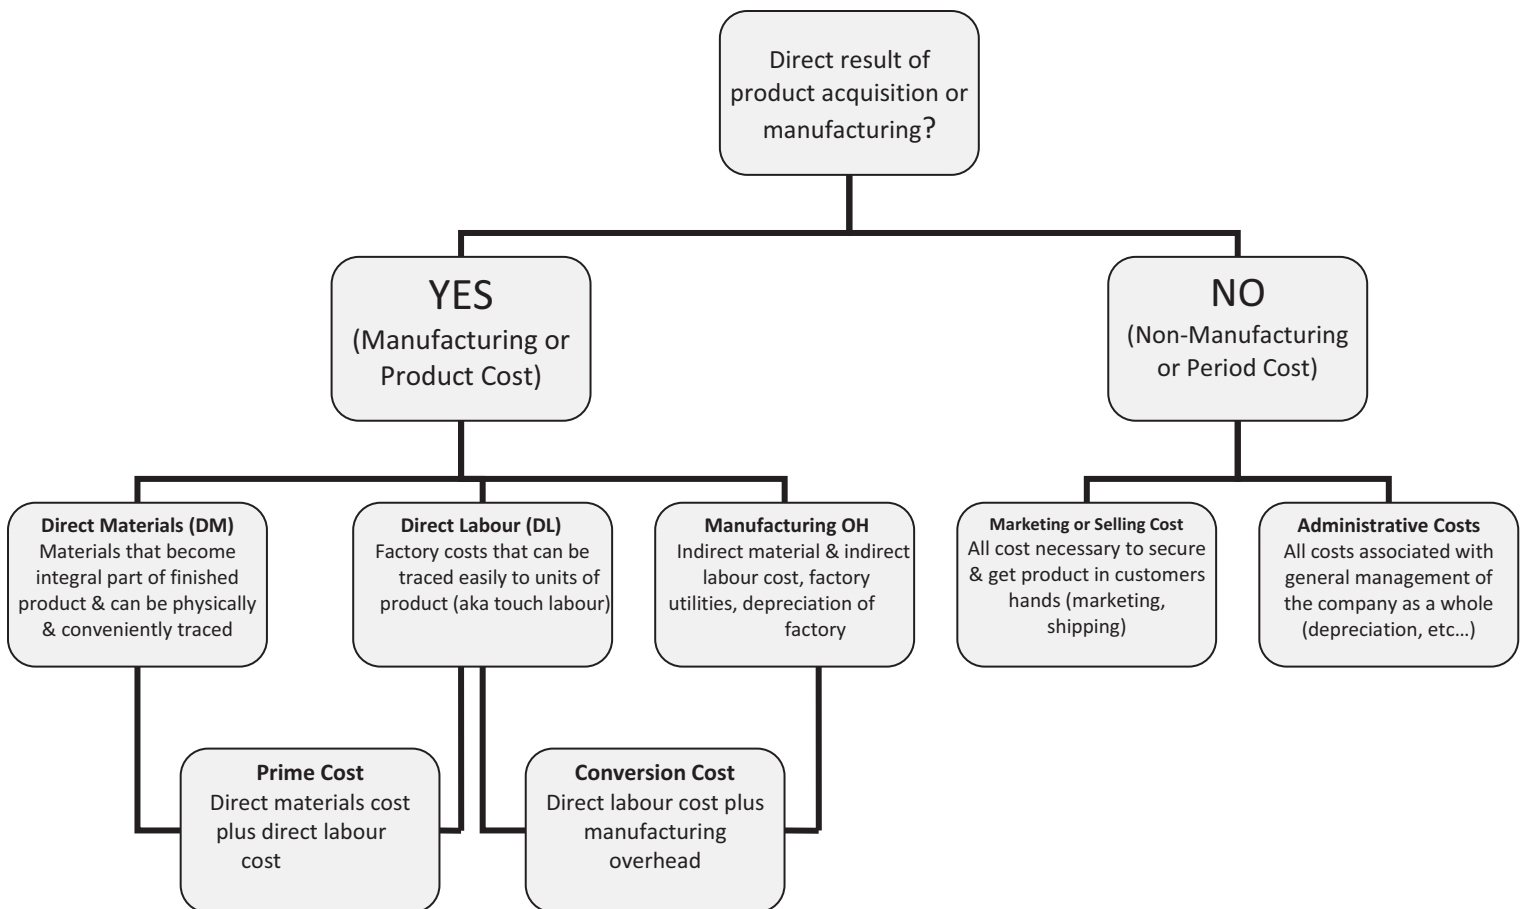 Direct result of
product acquisition or
manufacturing?
YES
(Manufacturing or
Product Cost)
NO
(Non-Manufacturing
or Period Cost)
Direct Materials (DM)
Materials that become
integral part of finished
product & can be physically
& conveniently traced
Direct Labour (DL)
Factory costs that can be
traced easily to units of
product (aka touch labour)
Manufacturing OH
Indirect material & indirect
labour cost, factory
utilities, depreciation of
factory
Marketing or Selling Cost
All cost necessary to secure
& get product in customers
hands (marketing,
shipping)
Administrative Costs
All costs associated with
general management of
the company as a whole
(depreciation, etc...)
Prime Cost
Direct materials cost
plus direct labour
cost
Conversion Cost
Direct labour cost plus
manufacturing
overhead